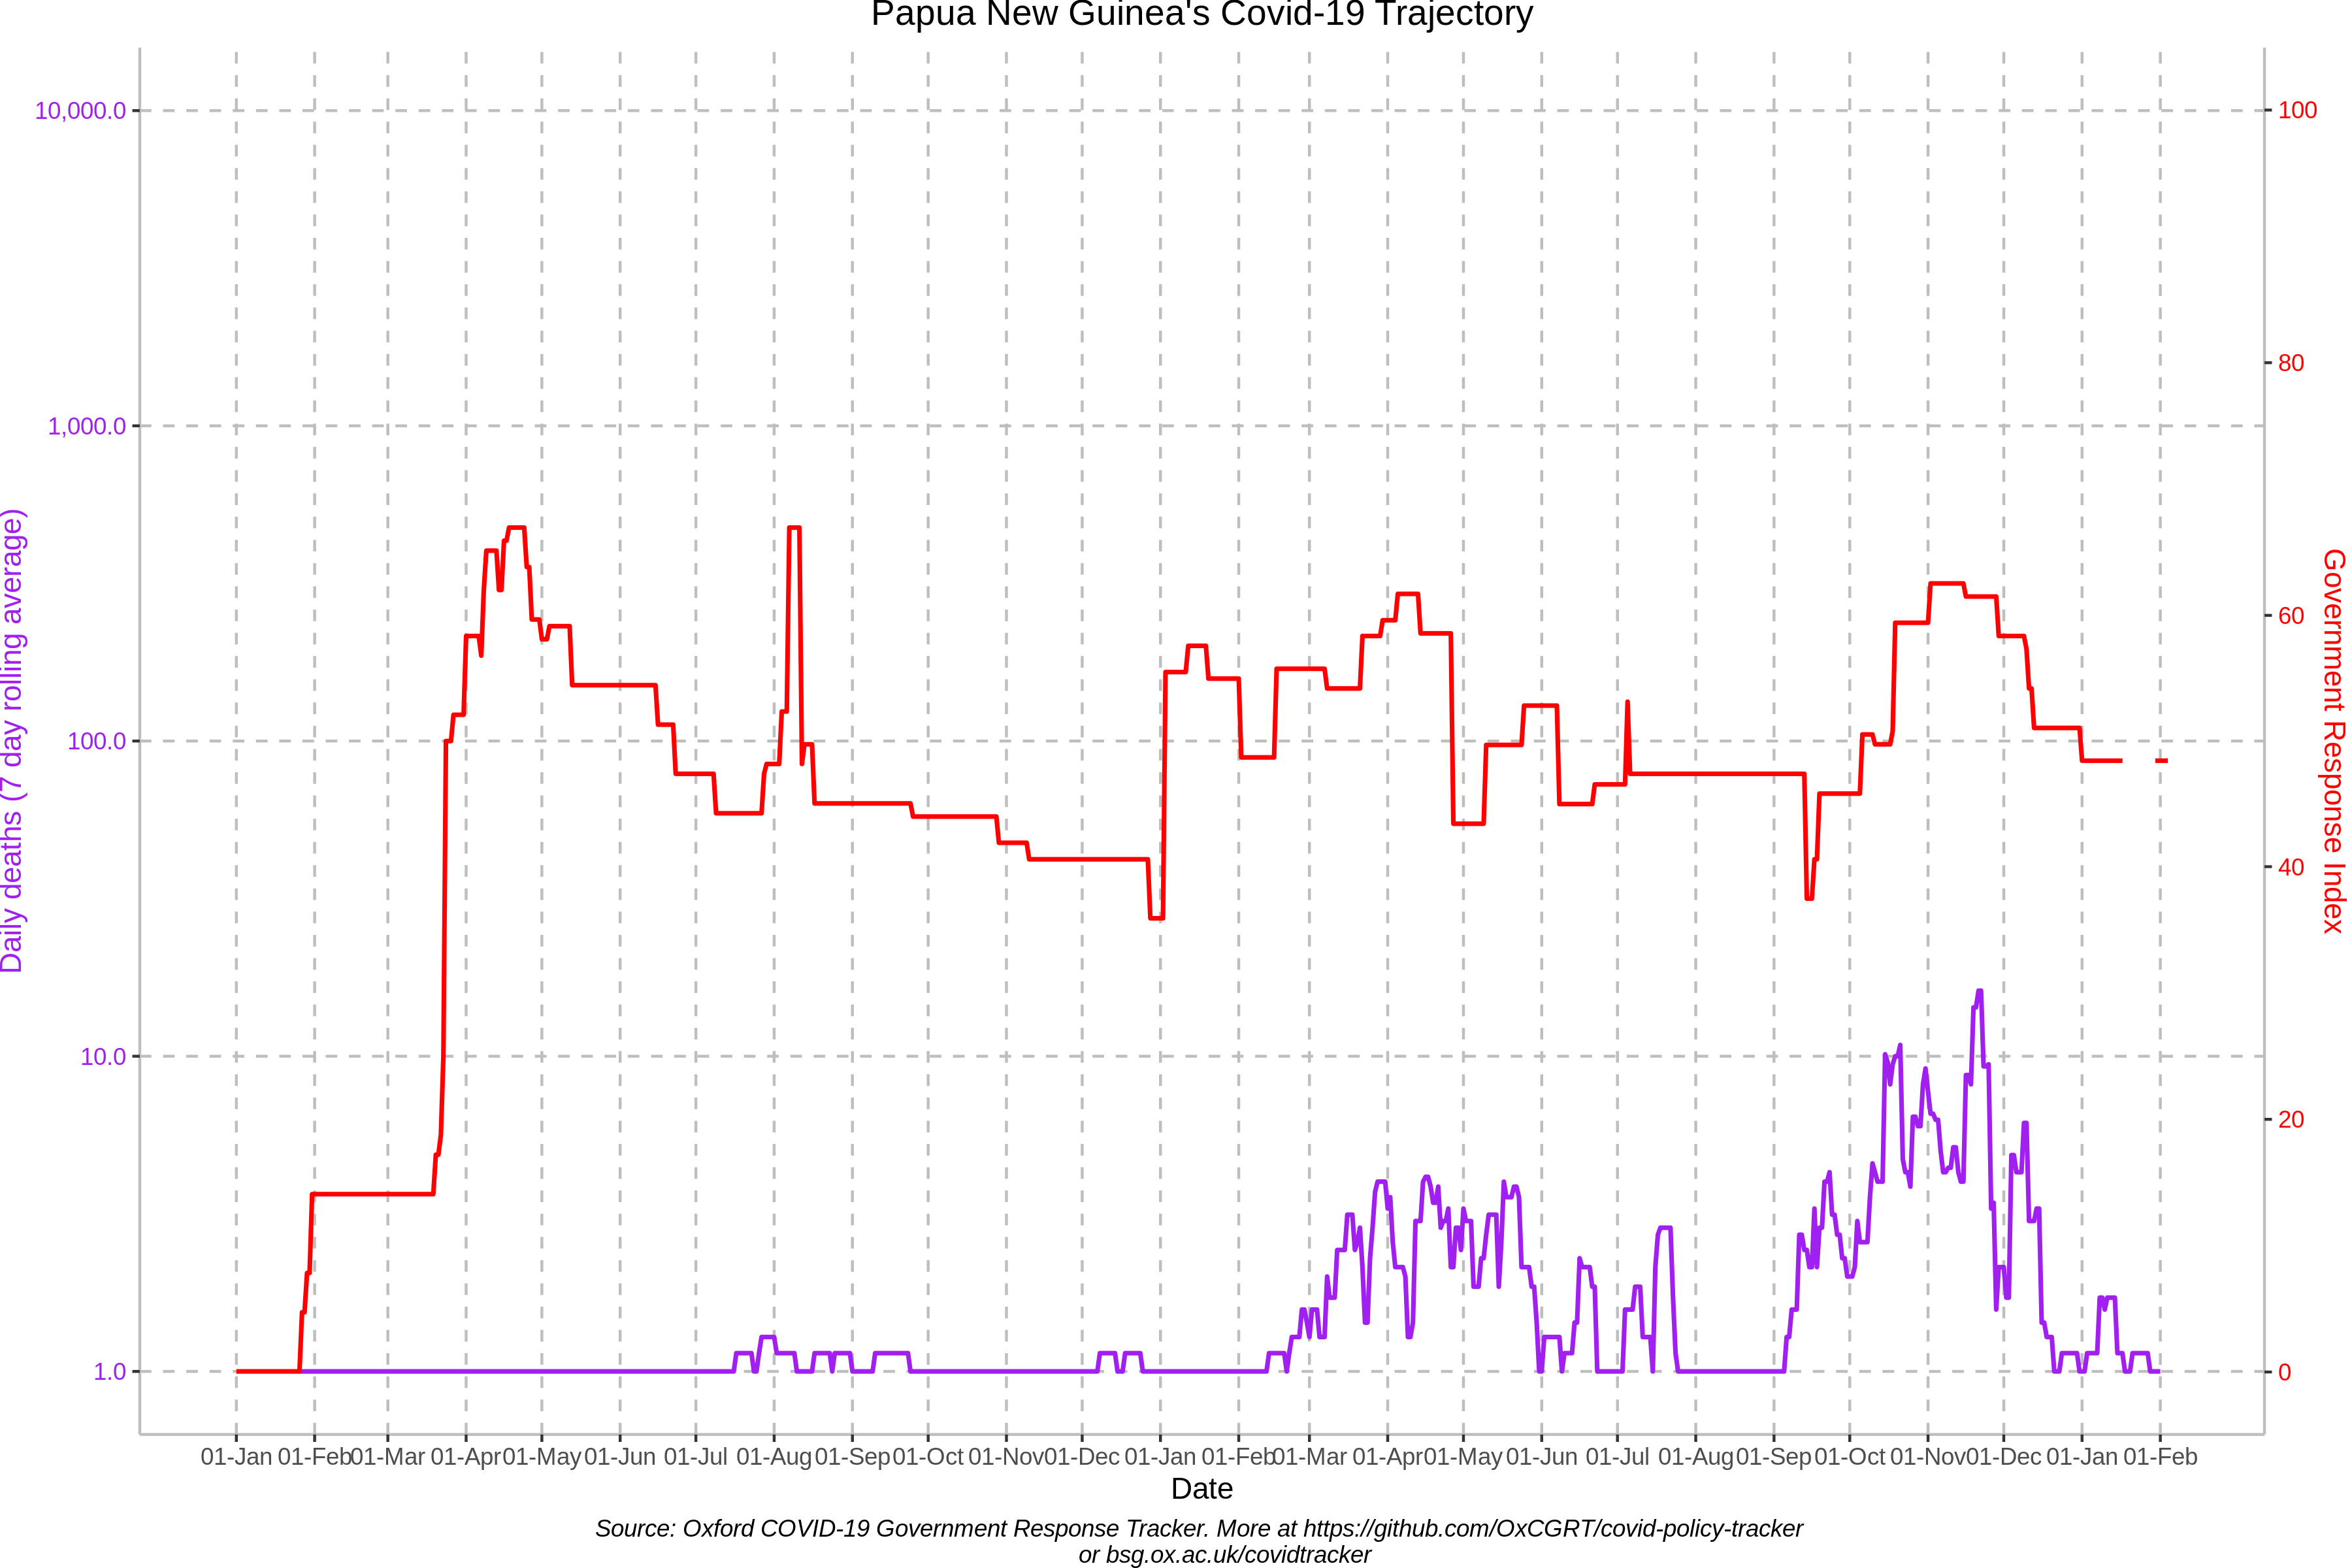 Papua New Guinea's Covid-19 Trajectory
10,000.0
1,000.0
100.0
10.0
1.0
Daily deaths (7 day rolling average)
100
80
60
40
20
0
Government Response Index
01-Jan 01-Feb 01-Mar 01-Apr 01-May 01-Jun 01-Jul 01-Aug 01-Sep 01-Oct 01-Nov 01-Dec 01-Jan 01-Feb 01-Mar 01-Apr 01-May 01-Jun 01-Jul 01-Aug 01-Sep 01-Oct 01-Nov 01-Dec 01-Jan 01-Feb
Date
Source: Oxford COVID-19 Government Response Tracker. More at https://github.com/OxCGRT/covid-policy-tracker
or bsg.ox.ac.uk/covidtracker